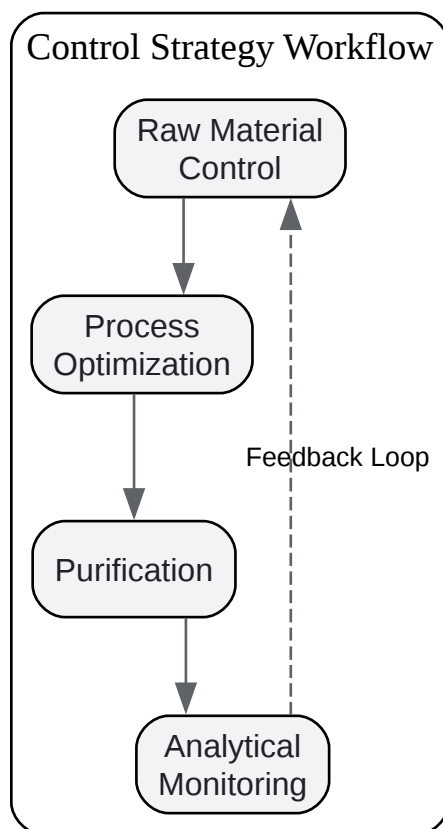 Control Strategy Workflow
Raw Material
Control
Process
Optimization
Feedback Loop
Purification
Analytical
Monitoring